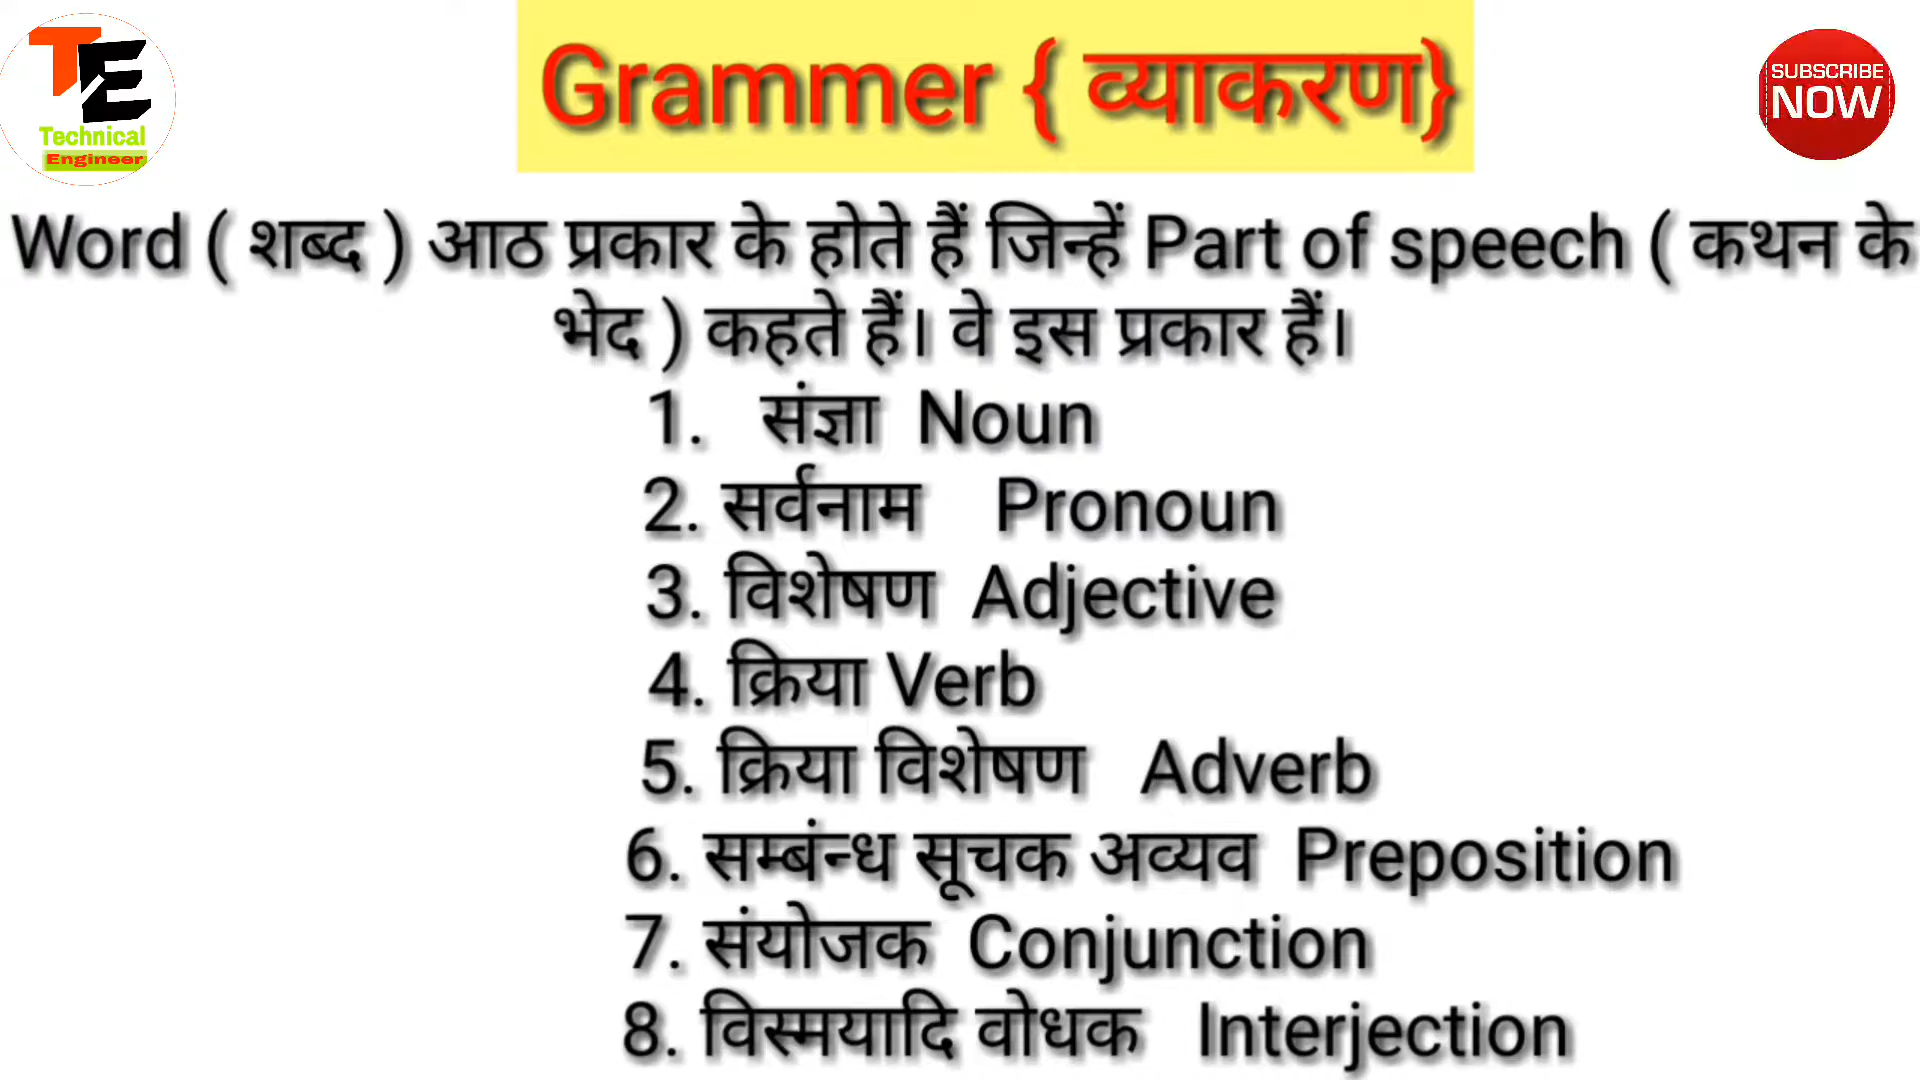 TE
Technical
Engineer
Grammer { व्याकरण}
SUBSCRIBE
NOW
Word ( शब्द ) आठ प्रकार के होते हैं जिन्हें Part of speech ( कथन के
भेद ) कहते हैं। वे इस प्रकार हैं।
1. संज्ञा Noun
2. सर्वनाम Pronoun
3. विशेषण Adjective
4. क्रिया Verb
5. क्रिया विशेषण Adverb
6. सम्बंन्ध सूचक अव्यव Preposition
7. संयोजक Conjunction
8. विस्मयादि वोधक Interjection